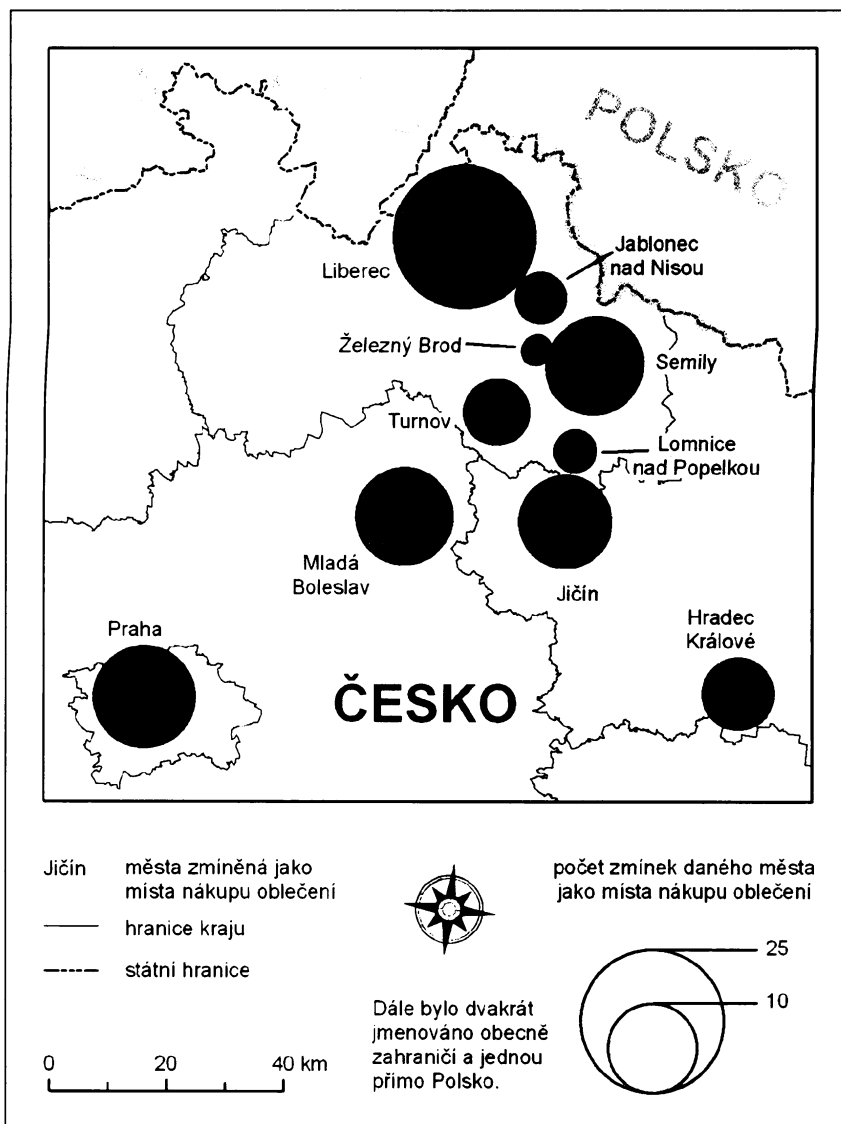 POLSKO
Liberec
Jablonec
nad Nisou
Železný Brod
Semily
Turnov
Lomnice
nad Popelkou
Mladá
Boleslav
Jičín
Praha
Hradec
Králové
ČESKO
Jičín
města zmíněná jako
místa nákupu oblečení
hranice kraju
státní hranice
0 20 40 km
Dále bylo dvakrát
jmenováno obecně
zahraničí a jednou
přímo Polsko.
počet zmínek daného města
jako místa nákupu oblečení
25
10